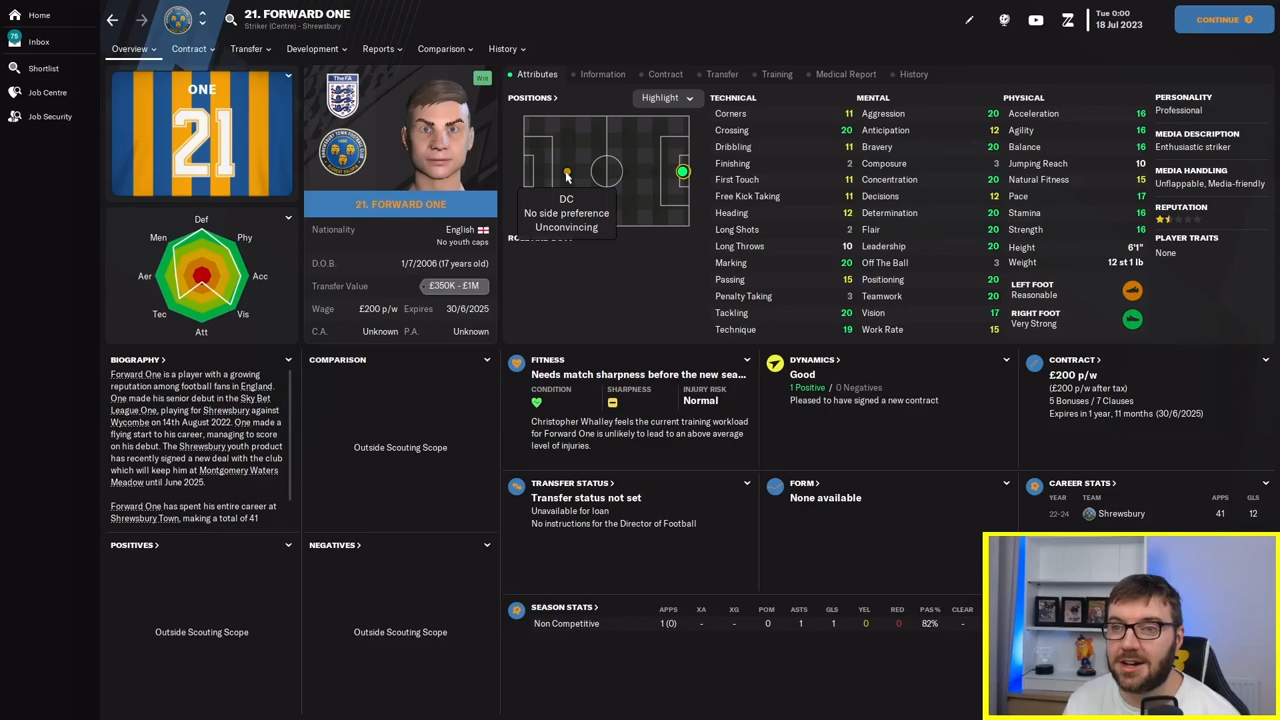 Home
75
Inbox
Shortlist
Job Centre
Job Security
21. FORWARD ONE
Striker (Centre) - Shrewsbury
Tue 0:00
18 Jul 2023
CONTINUE
Overview
Contract
Transfer
Development
Reports
Comparison
History
ONE
21
The FA
Wnt
21. FORWARD ONE
Nationality English
No youth caps
D.O.B. 1/7/2006 (17 years old)
Transfer Value £350K - £1M
Wage £200 p/w Expires 30/6/2025
C.A. Unknown P.A. Unknown
Def
Men Phy
Aer Acc
Tec Vis
Att
Attributes
Information
Contract
Transfer
Training
Medical Report
History
POSITIONS
Highlight
DC
No side preference
Unconvincing
TECHNICAL
Corners 11
Crossing 20
Dribbling 11
Finishing 2
First Touch 11
Free Kick Taking 11
Heading 12
Long Shots 2
Long Throws 10
Marking 20
Passing 15
Penalty Taking 3
Tackling 20
Technique 19
MENTAL
Aggression 20
Anticipation 12
Bravery 20
Composure 3
Concentration 20
Decisions 12
Determination 20
Flair 20
Leadership 20
Off The Ball 3
Positioning 20
Teamwork 20
Vision 17
Work Rate 15
PHYSICAL
Acceleration 16
Agility 16
Balance 16
Jumping Reach 10
Natural Fitness 15
Pace 17
Stamina 16
Strength 16
Height 6'1"
Weight 12 st 1 lb
LEFT FOOT
Reasonable
RIGHT FOOT
Very Strong
PERSONALITY
Professional
MEDIA DESCRIPTION
Enthusiastic striker
MEDIA HANDLING
Unflappable, Media-friendly
REPUTATION
PLAYER TRAITS
None
BIOGRAPHY
Forward One is a player with a growing
reputation among football fans in England.
One made his senior debut in the Sky Bet
League One, playing for Shrewsbury against
Wycombe on 14th August 2022. One made a
flying start to his career, managing to score
on his debut. The Shrewsbury youth product
has recently signed a new deal with the club
which will keep him at Montgomery Waters
Meadow until June 2025.
Forward One has spent his entire career at
Shrewsbury Town, making a total of 41
COMPARISON
Outside Scouting Scope
POSITIVES
Outside Scouting Scope
NEGATIVES
Outside Scouting Scope
FITNESS
Needs match sharpness before the new sea...
CONDITION SHARPNESS INJURY RISK
Normal
Christopher Whalley feels the current training workload
for Forward One is unlikely to lead to an above average
level of injuries.
DYNAMICS
Good
1 Positive / 0 Negatives
Pleased to have signed a new contract
CONTRACT
£200 p/w
(£200 p/w after tax)
5 Bonuses / 7 Clauses
Expires in 1 year, 11 months (30/6/2025)
TRANSFER STATUS
Transfer status not set
Unavailable for loan
No instructions for the Director of Football
FORM
None available
CAREER STATS
YEAR TEAM APPS GLS
22-24 Shrewsbury 41 12
SEASON STATS APPS XA XG POM ASTS GLS YEL RED PAS% CLEAR
Non Competitive 1(0) - - 0 1 1 0 0 82% -